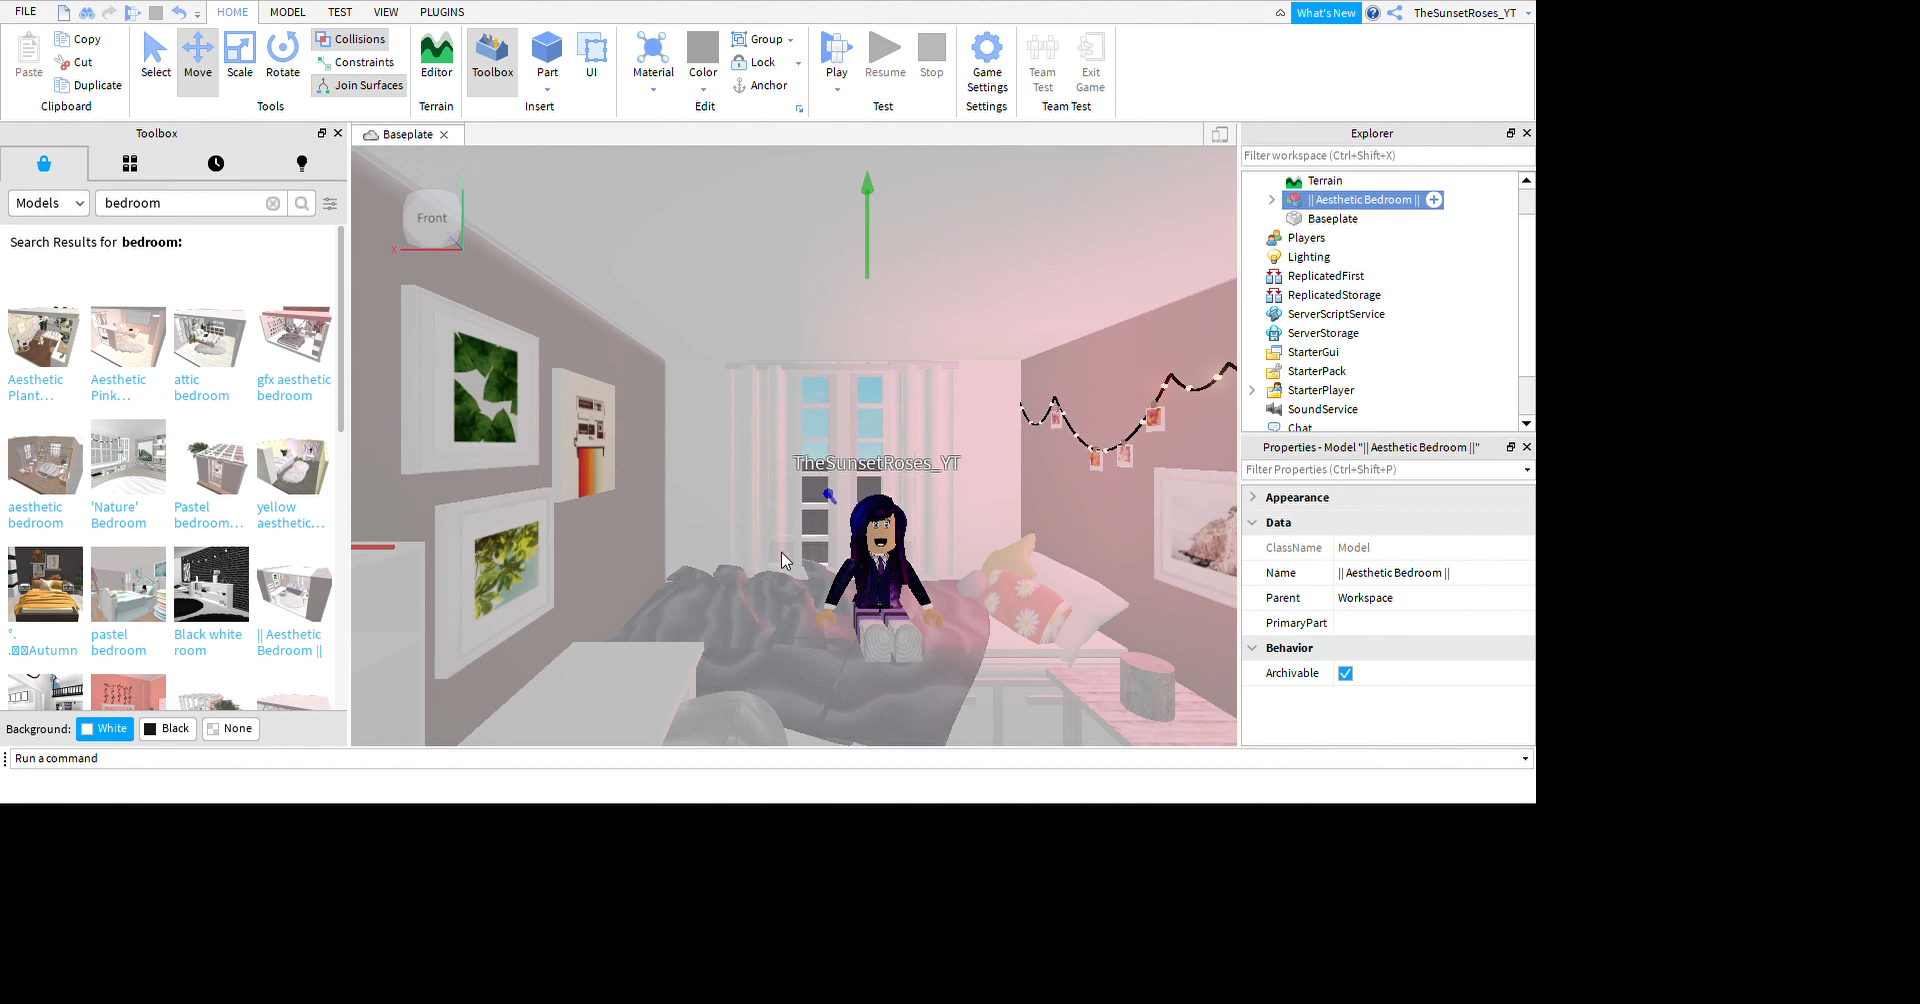 FILE HOME MODEL TEST VIEW PLUGINS What's New TheSunsetRoses_YT
Paste Copy Cut Duplicate
Clipboard
Select Move Scale Rotate Collisions Constraints Join Surfaces
Tools
Editor
Terrain
Toolbox Part UI
Insert
Material Color Group Lock Anchor
Edit
Play Resume Stop
Test
Game Settings
Settings
Team Test Exit Game
Team Test
Toolbox
Models bedroom
Search Results for bedroom:
Aesthetic Plant...
Aesthetic Pink...
attic bedroom
gfx aesthetic bedroom
aesthetic bedroom
'Nature' Bedroom
Pastel bedroom...
yellow aesthetic...
Autumn
pastel bedroom
Black white room
|| Aesthetic Bedroom ||
Background: White Black None
Baseplate
Front
X
TheSunsetRoses_YT
Explorer
Filter workspace (Ctrl+Shift+X)
Terrain
|| Aesthetic Bedroom ||
Baseplate
Players
Lighting
ReplicatedFirst
ReplicatedStorage
ServerScriptService
ServerStorage
StarterGui
StarterPack
StarterPlayer
SoundService
Chat
Properties - Model "|| Aesthetic Bedroom ||"
Filter Properties (Ctrl+Shift+P)
Appearance
Data
ClassName Model
Name || Aesthetic Bedroom ||
Parent Workspace
PrimaryPart
Behavior
Archivable
Run a command